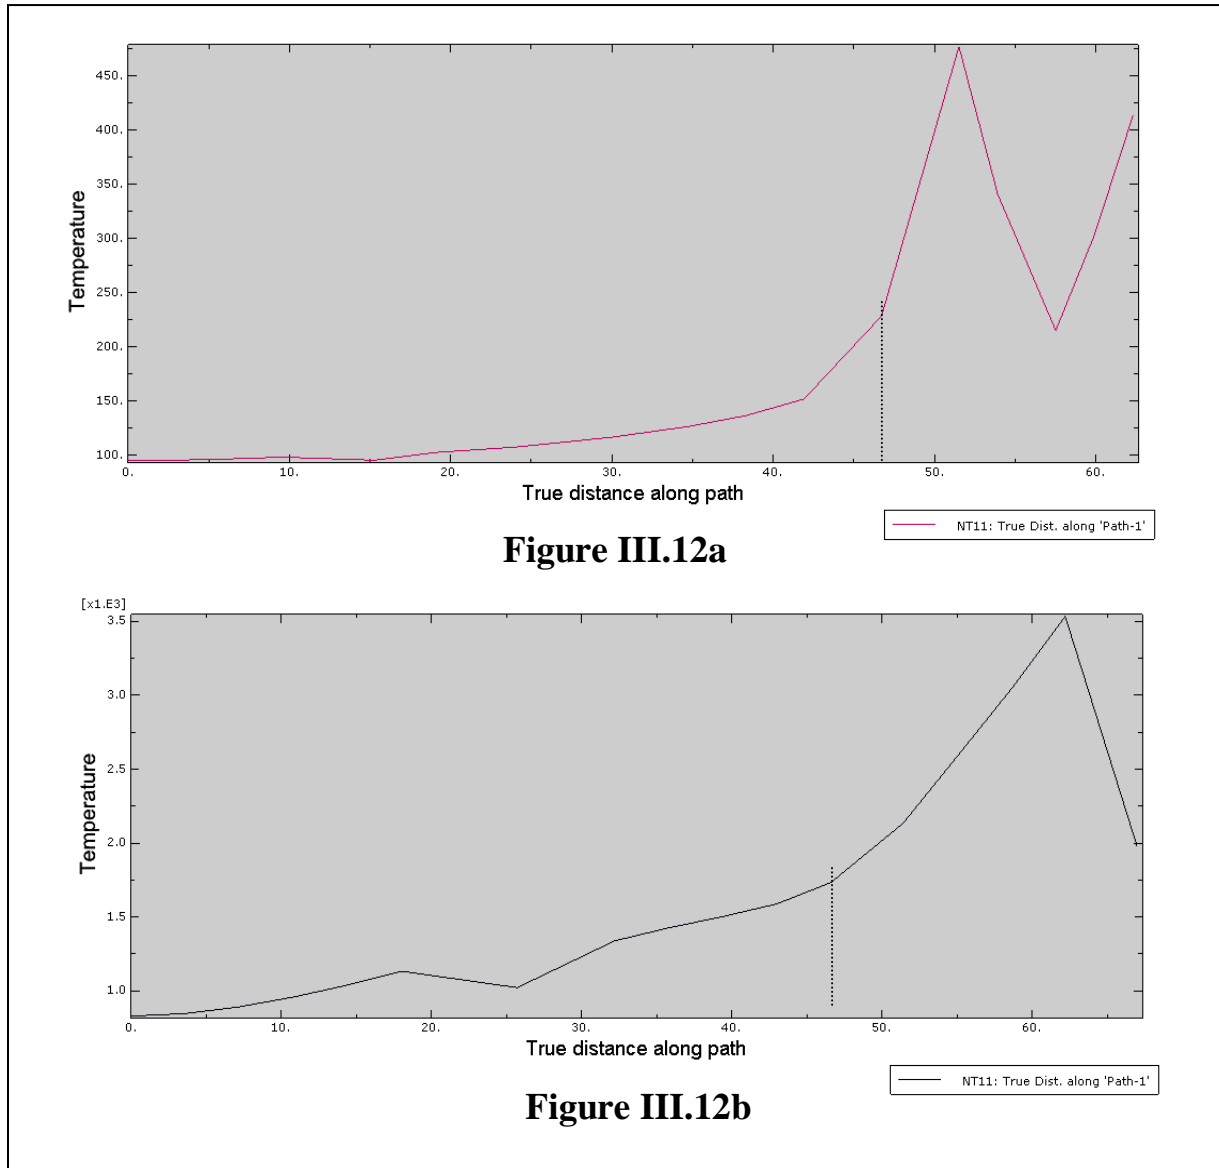 450.
400.
350.
300.
250.
200.
150.
100.
Temperature
0. 10. 20. 30. 40. 50. 60.
True distance along path
NT11: True Dist. along 'Path-1'
Figure III.12a
[x1.E3]
3.5
3.0
2.5
2.0
1.5
1.0
Temperature
0. 10. 20. 30. 40. 50. 60.
True distance along path
NT11: True Dist. along 'Path-1'
Figure III.12b